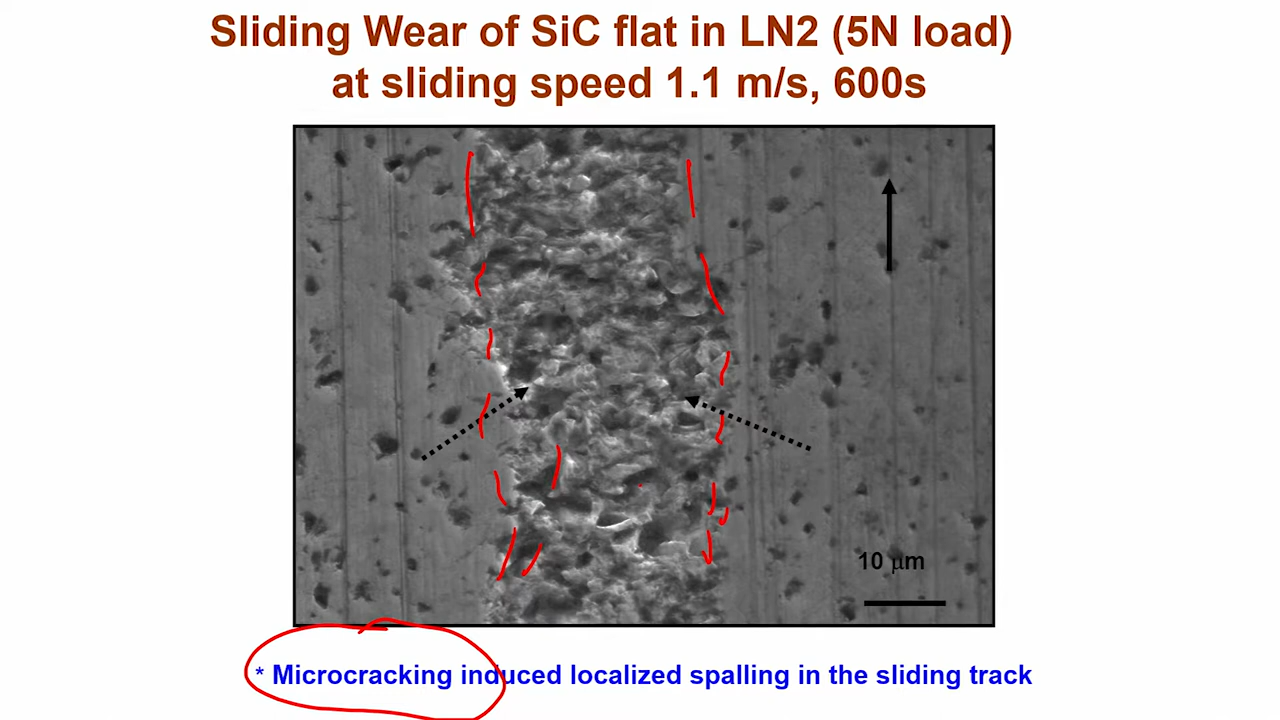 Sliding Wear of SiC flat in LN2 (5N load)
at sliding speed 1.1 m/s, 600s
10 μm
* Microcracking induced localized spalling in the sliding track